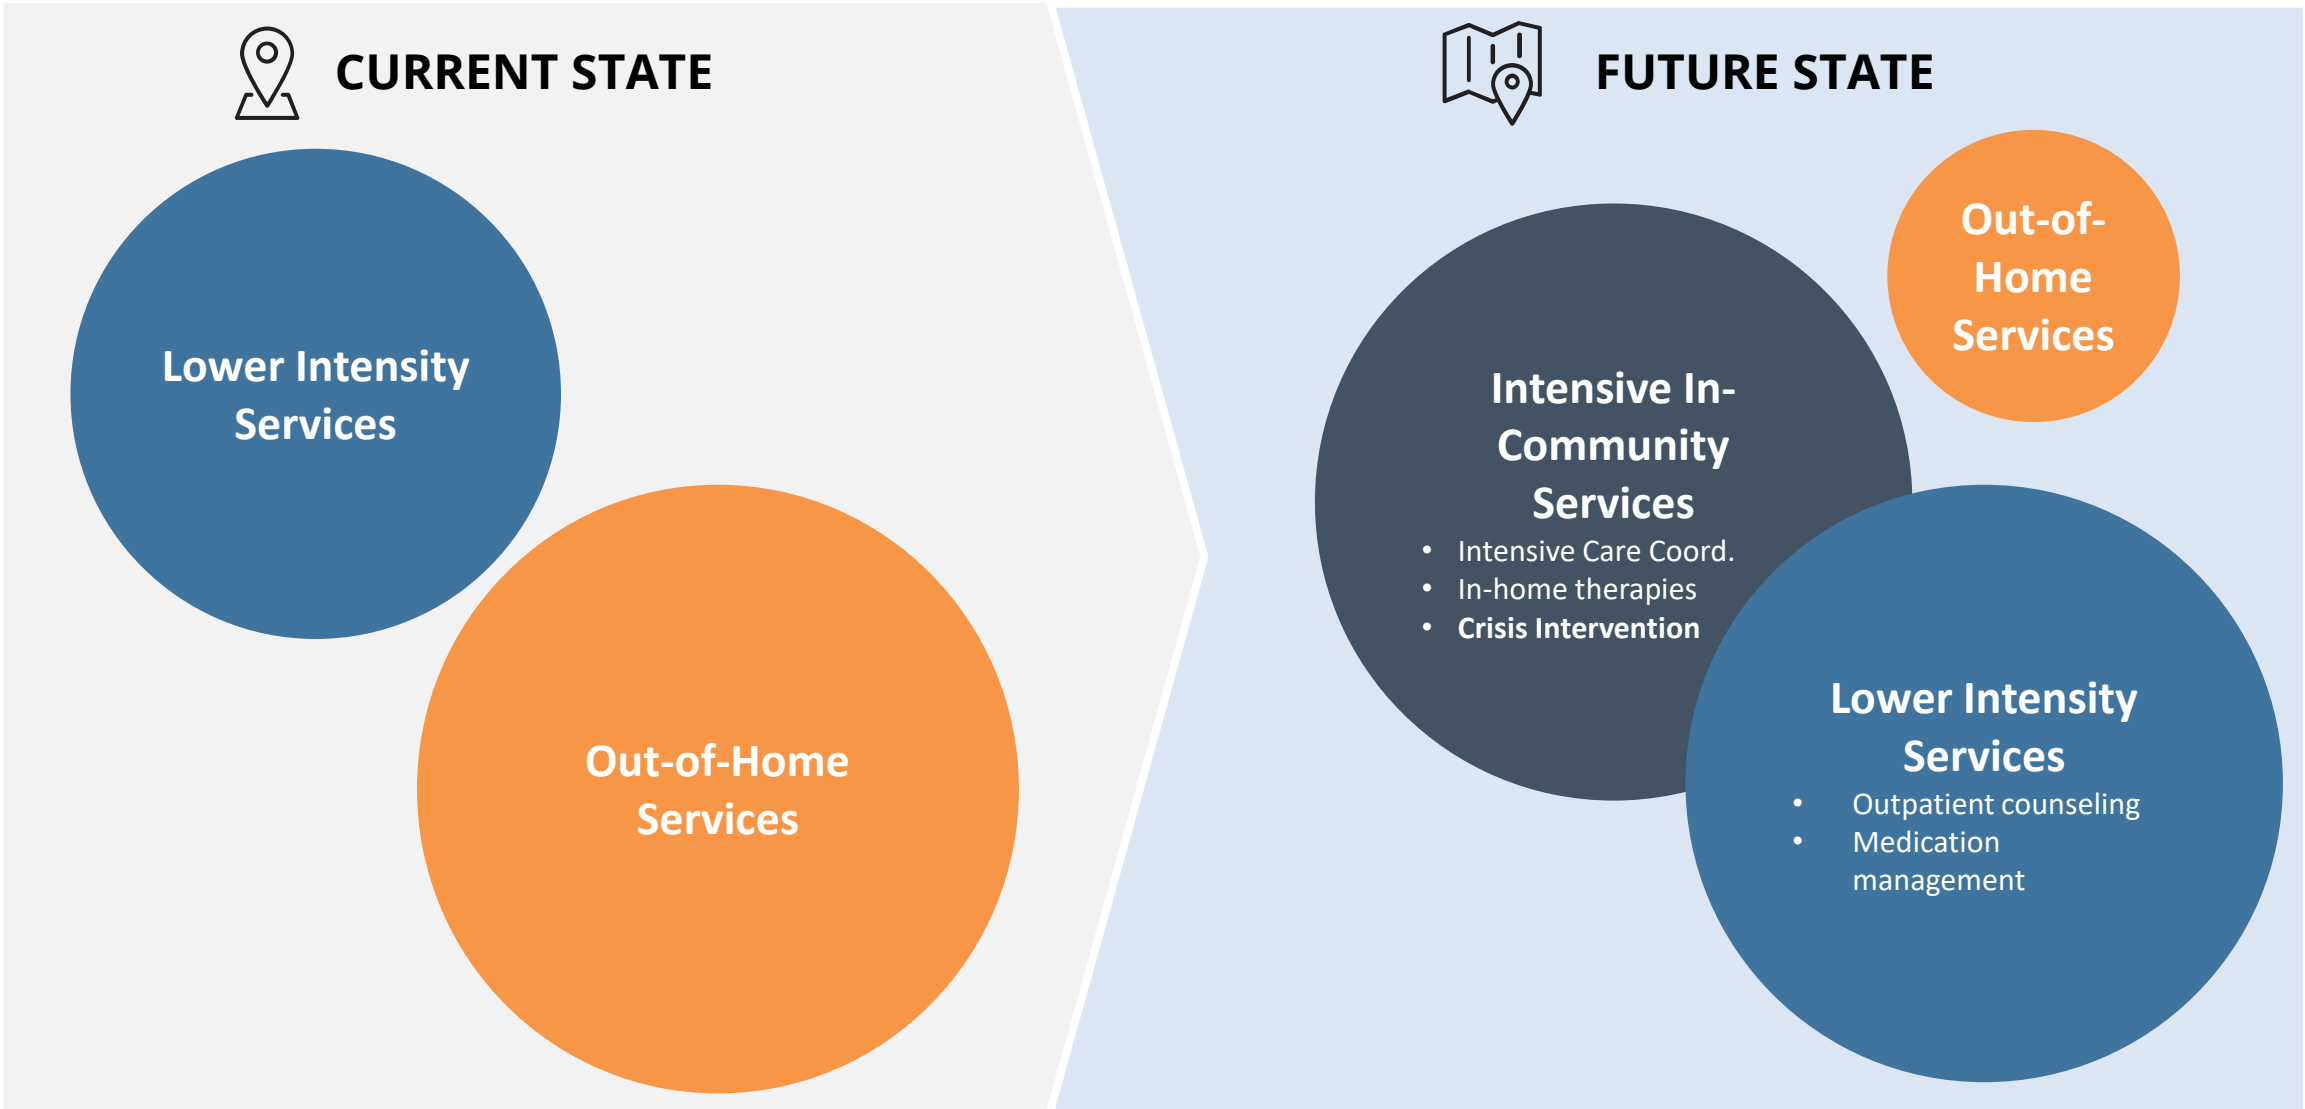 CURRENT STATE
Lower Intensity
Services
Out-of-Home
Services
FUTURE STATE
Out-of-
Home
Services
Intensive In-
Community
Services
• Intensive Care Coord.
• In-home therapies
• Crisis Intervention
Lower Intensity
Services
• Outpatient counseling
• Medication
management